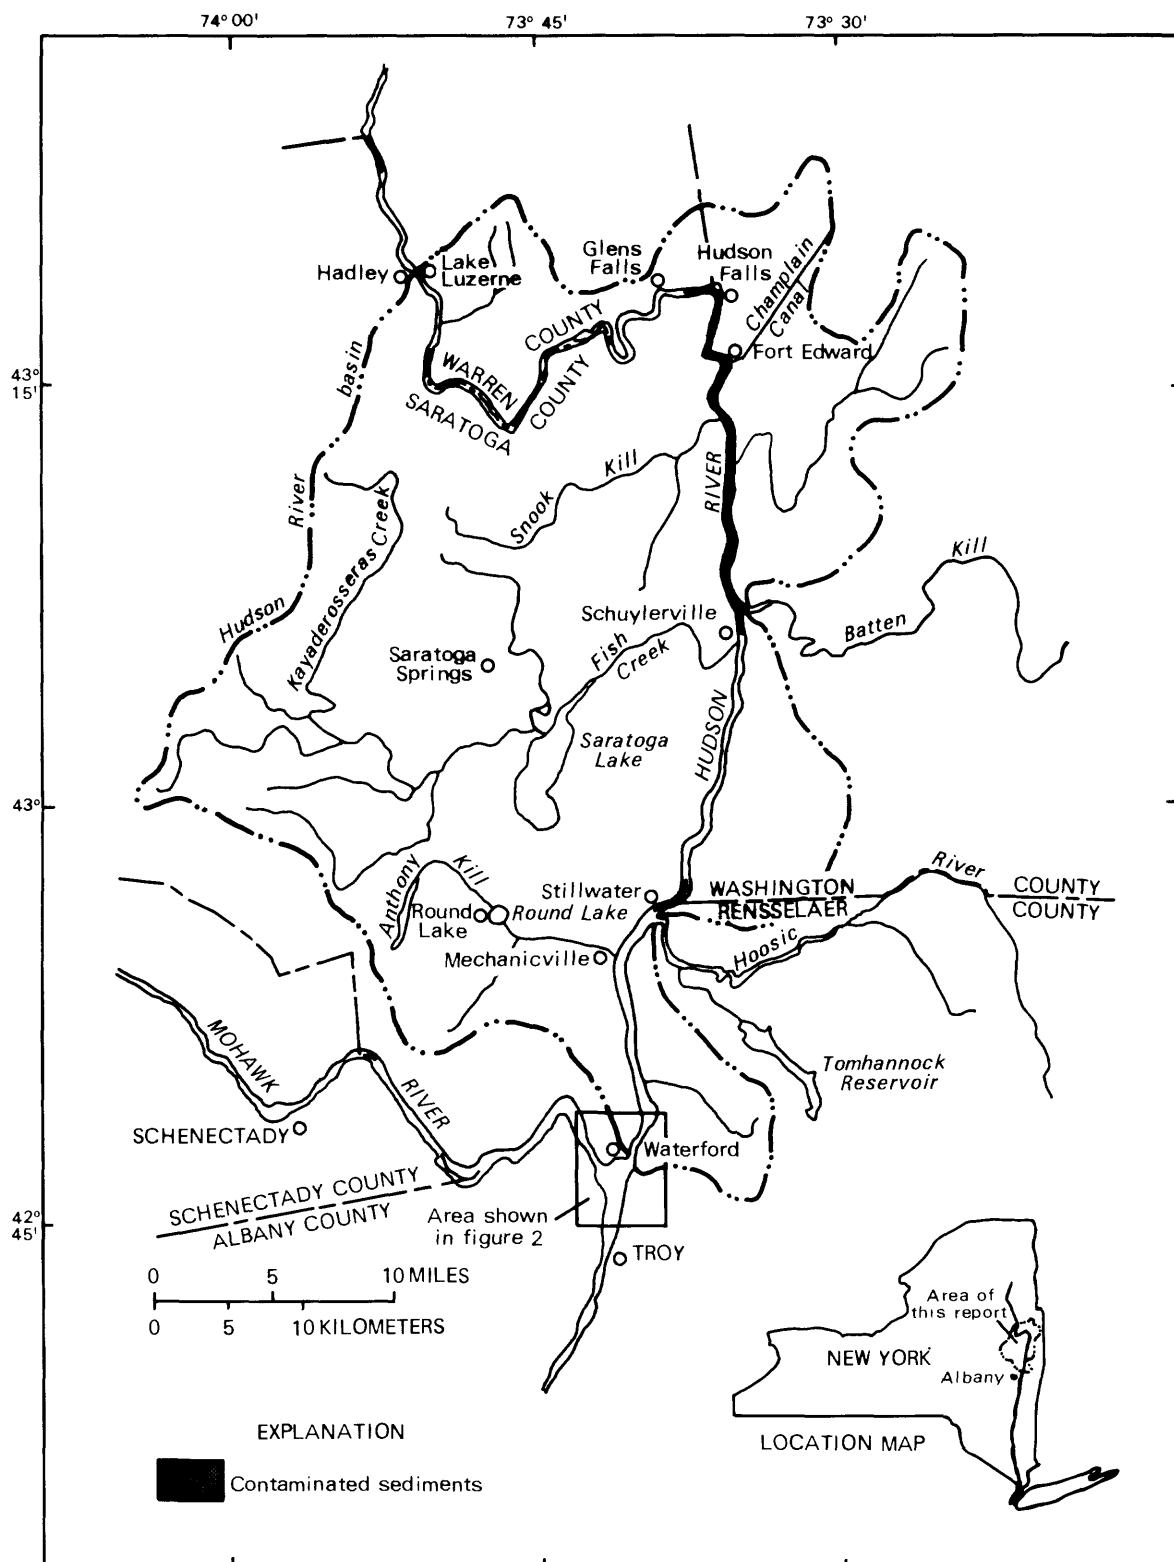 74° 00'
73° 45'
73° 30'
Glens
Falls
Hudson
Falls
Champlain
Canal
Hadley
Lake
Luzerne
COUNTY
Fort Edward
WARREN
COUNTY
SARATOGA
43°
15'
basin
River
Hudson
Kayaderosseras Creek
Snook
Kill
RIVER
Kill
Batten
Schuylerville
Fish
Creek
Saratoga
Springs
Saratoga
Lake
HUDSON
43°
Anthony
Kill
Stillwater
WASHINGTON
COUNTY
RENSSELAER
COUNTY
River
Hoosic
Round
Lake
Round Lake
Mechanicville
MOHAWK
RIVER
Tomhannock
Reservoir
SCHENECTADY
Waterford
SCHENECTADY COUNTY
ALBANY COUNTY
Area shown
in figure 2
42°
45'
TROY
0 5 10 MILES
0 5 10 KILOMETERS
Area of
this report
NEW YORK
Albany
LOCATION MAP
EXPLANATION
Contaminated sediments